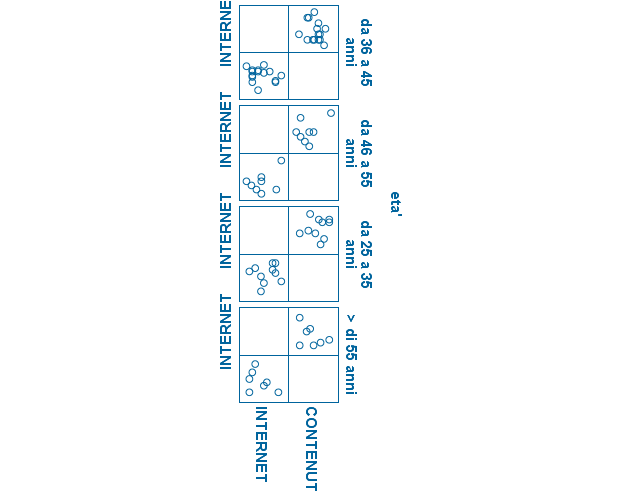 INTERNE
da 36 a 45
anni
INTERNET
da 46 a 55
anni
eta'
INTERNET
da 25 a 35
anni
INTERNET
> di 55 anni
INTERNET
CONTENUT